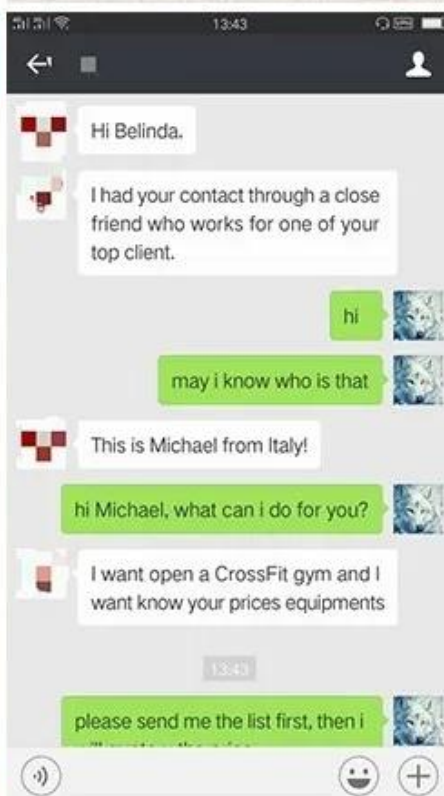 13:43
Hi Belinda.
I had your contact through a close
friend who works for one of your
top client.
hi
may i know who is that
This is Michael from Italy!
hi Michael, what can i do for you?
I want open a CrossFit gym and I
want know your prices equipments
13:43
please send me the list first, then i